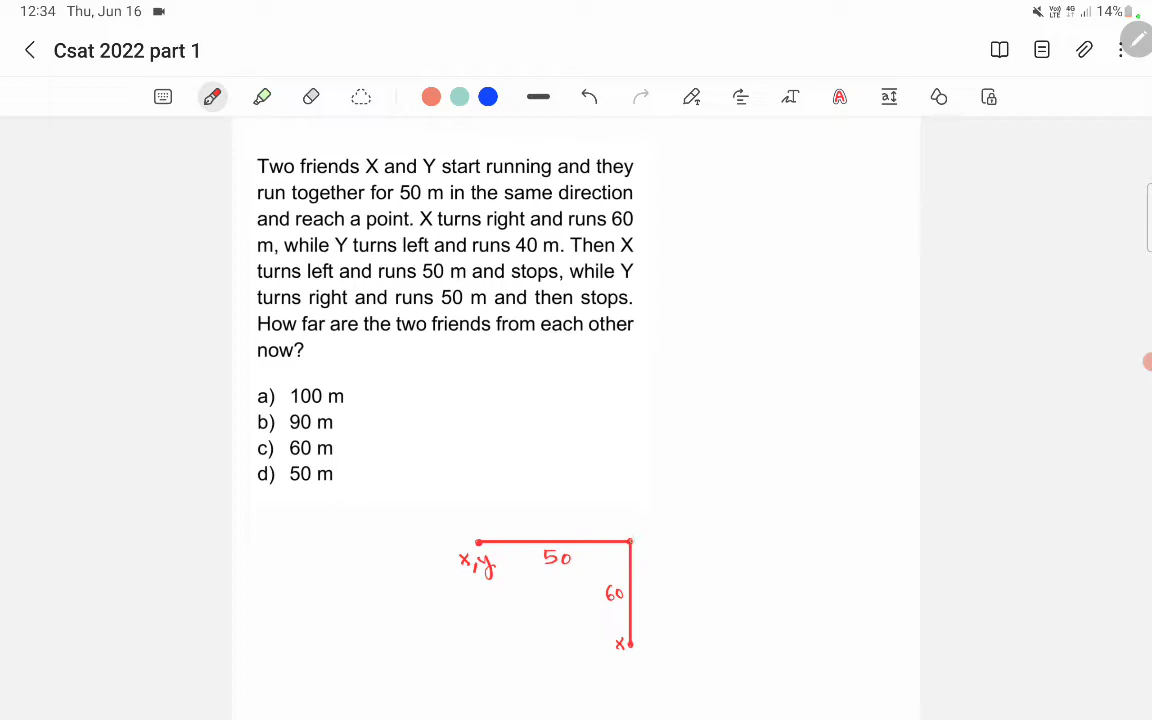 12:34 Thu, Jun 16 Vo) LTE 4G 14%
Csat 2022 part 1
Two friends X and Y start running and they
run together for 50 m in the same direction
and reach a point. X turns right and runs 60
m, while Y turns left and runs 40 m. Then X
turns left and runs 50 m and stops, while Y
turns right and runs 50 m and then stops.
How far are the two friends from each other
now?
a) 100 m
b) 90 m
c) 60 m
d) 50 m
x,y 50
60
x